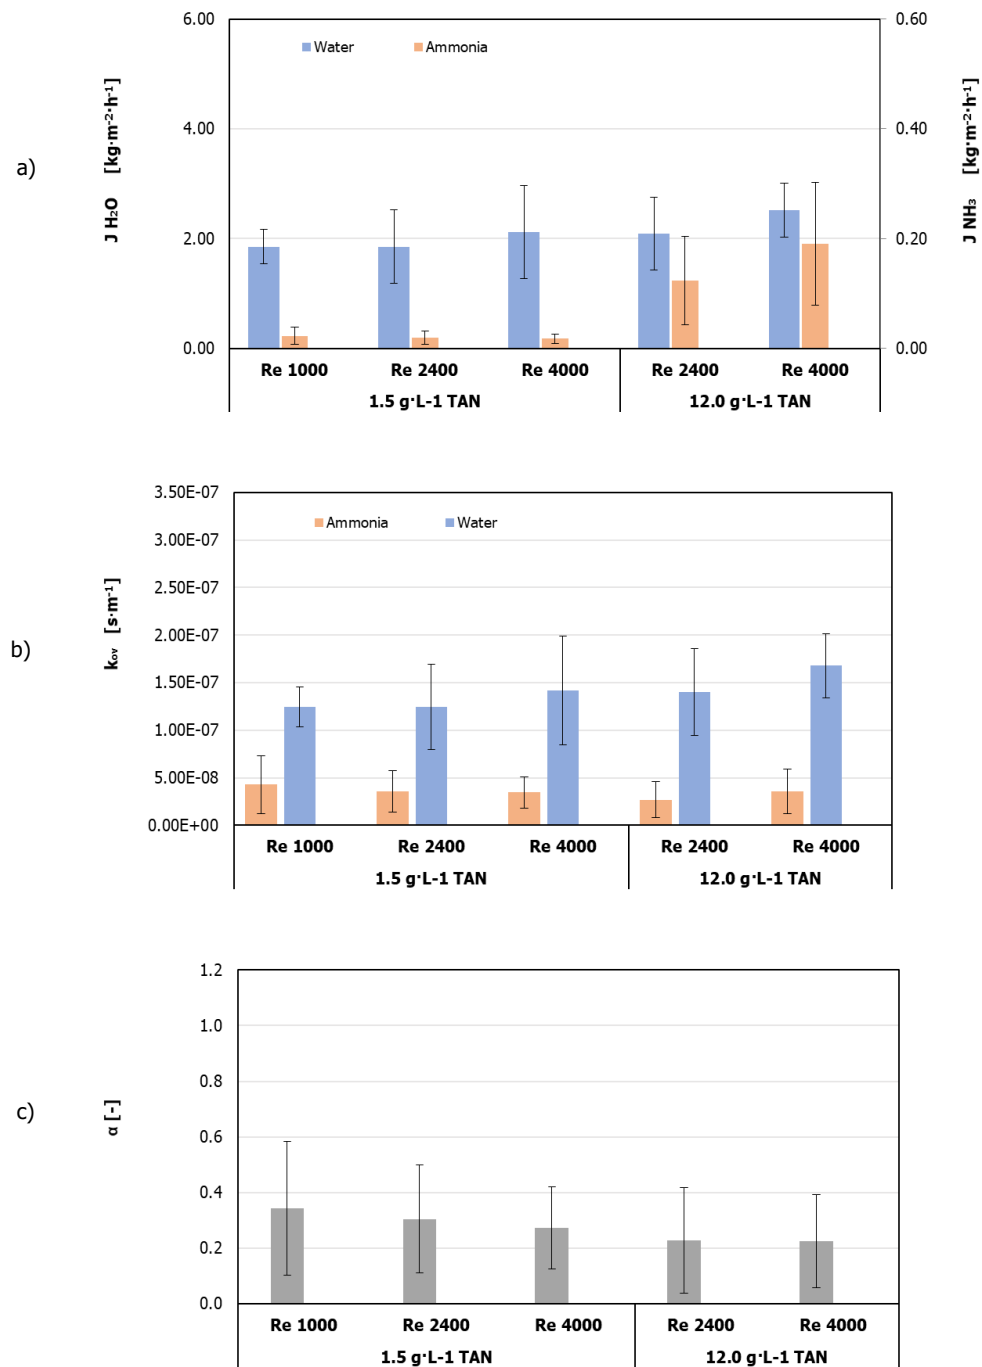 a)
J H₂O [kg·m⁻²·h⁻¹]
6.00
4.00
2.00
0.00
Water Ammonia
0.60
0.40
0.20
0.00
J NH₃ [kg·m⁻²·h⁻¹]
Re 1000 Re 2400 Re 4000 Re 2400 Re 4000
1.5 g·L-1 TAN 12.0 g·L-1 TAN
b)
kₒᵥ [s·m⁻¹]
3.50E-07
3.00E-07
2.50E-07
2.00E-07
1.50E-07
1.00E-07
5.00E-08
0.00E+00
Ammonia Water
Re 1000 Re 2400 Re 4000 Re 2400 Re 4000
1.5 g·L-1 TAN 12.0 g·L-1 TAN
c)
α [-]
1.2
1.0
0.8
0.6
0.4
0.2
0.0
Re 1000 Re 2400 Re 4000 Re 2400 Re 4000
1.5 g·L-1 TAN 12.0 g·L-1 TAN